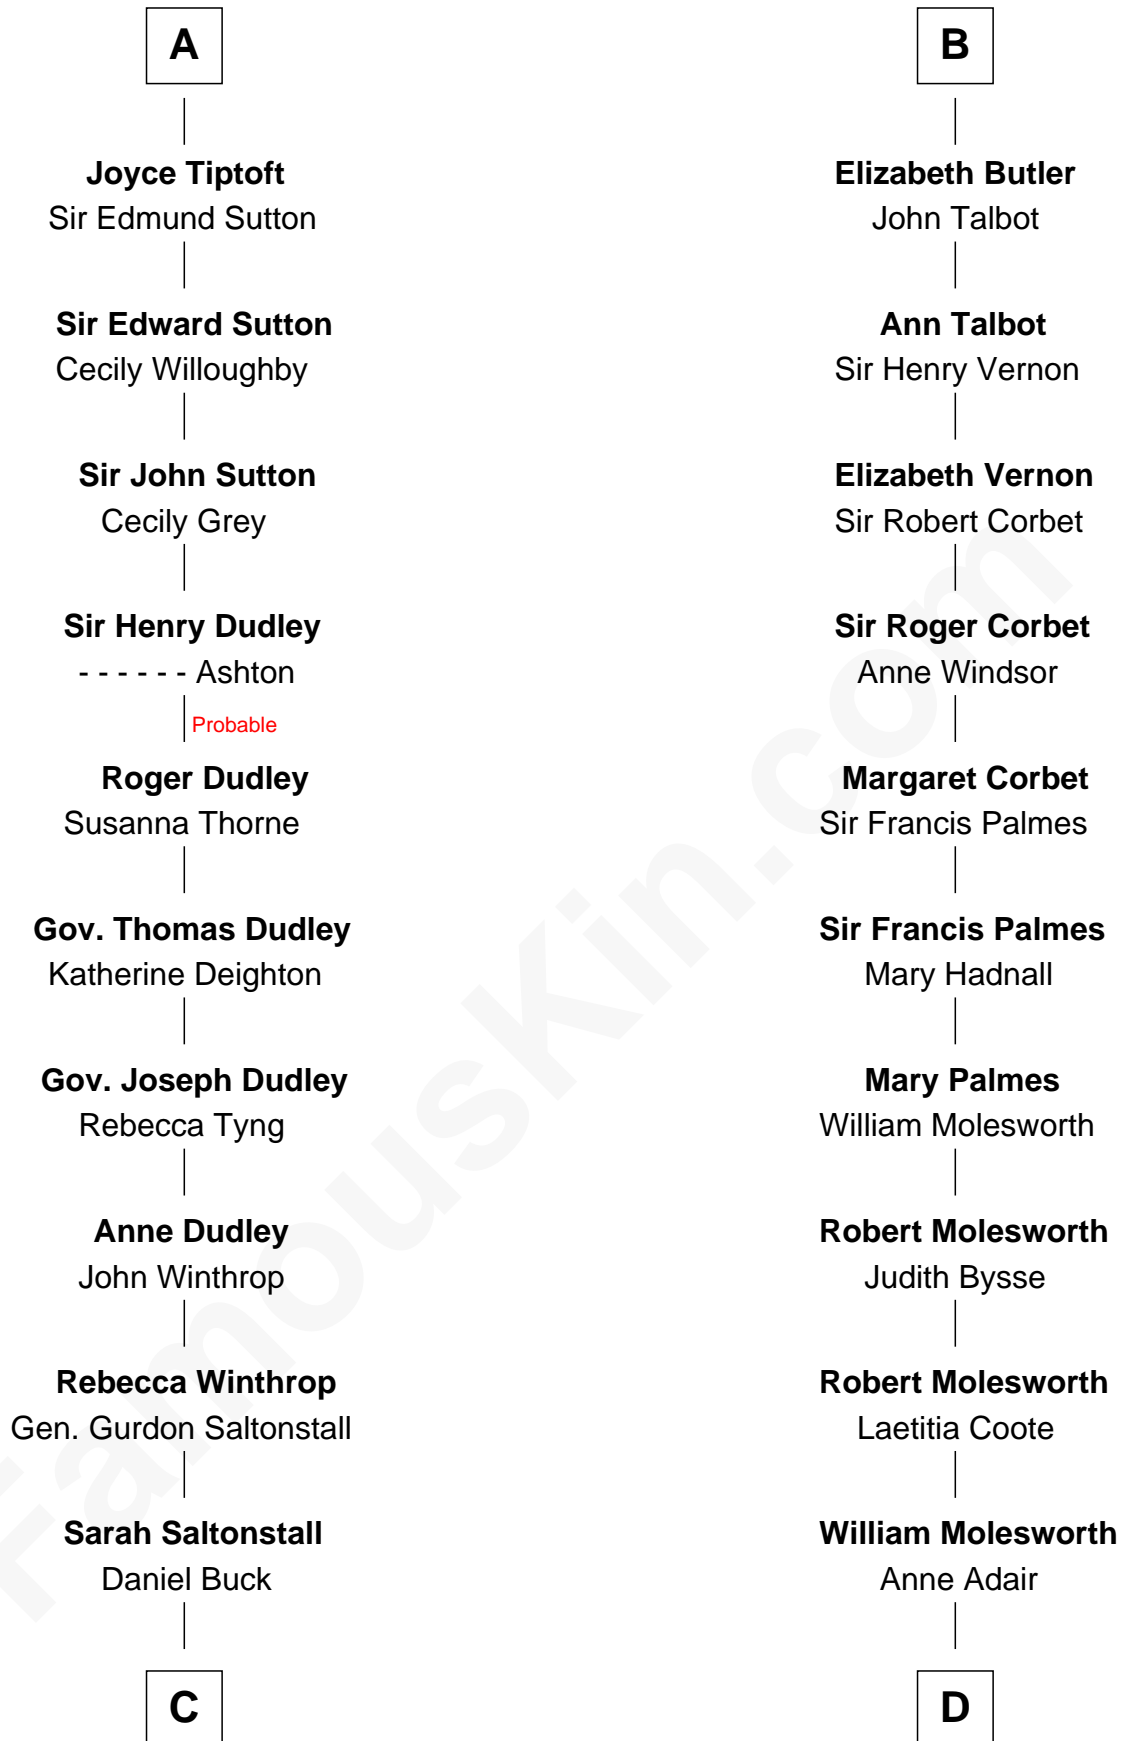 A
Joyce Tiptoft
Sir Edmund Sutton
Sir Edward Sutton
Cecily Willoughby
Sir John Sutton
Cecily Grey
Sir Henry Dudley
- - - - - - Ashton
Probable
Roger Dudley
Susanna Thorne
Gov. Thomas Dudley
Katherine Deighton
Gov. Joseph Dudley
Rebecca Tyng
Anne Dudley
John Winthrop
Rebecca Winthrop
Gen. Gurdon Saltonstall
Sarah Saltonstall
Daniel Buck
C
B
Elizabeth Butler
John Talbot
Ann Talbot
Sir Henry Vernon
Elizabeth Vernon
Sir Robert Corbet
Sir Roger Corbet
Anne Windsor
Margaret Corbet
Sir Francis Palmes
Sir Francis Palmes
Mary Hadnall
Mary Palmes
William Molesworth
Robert Molesworth
Judith Bysse
Robert Molesworth
Laetitia Coote
William Molesworth
Anne Adair
D
FamousKin.com